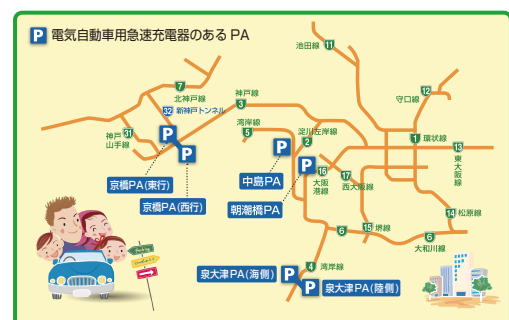 P 電気自動車用急速充電器のあるPA
池田線 11
7 北神戸線
32 新神戸トンネル
神戸線 3
12 守口線
湾岸線 5
淀川左岸線 2
31 神戸山手線
1 環状線
13 東大阪線
P
P
P 中島PA
P 朝潮橋PA
16 大阪港線
17 西大阪線
京橋PA(東行)
京橋PA(西行)
14 松原線
15 堺線
6
6 大和川線
泉大津PA(海側) P
4 湾岸線
P 泉大津PA(陸側)